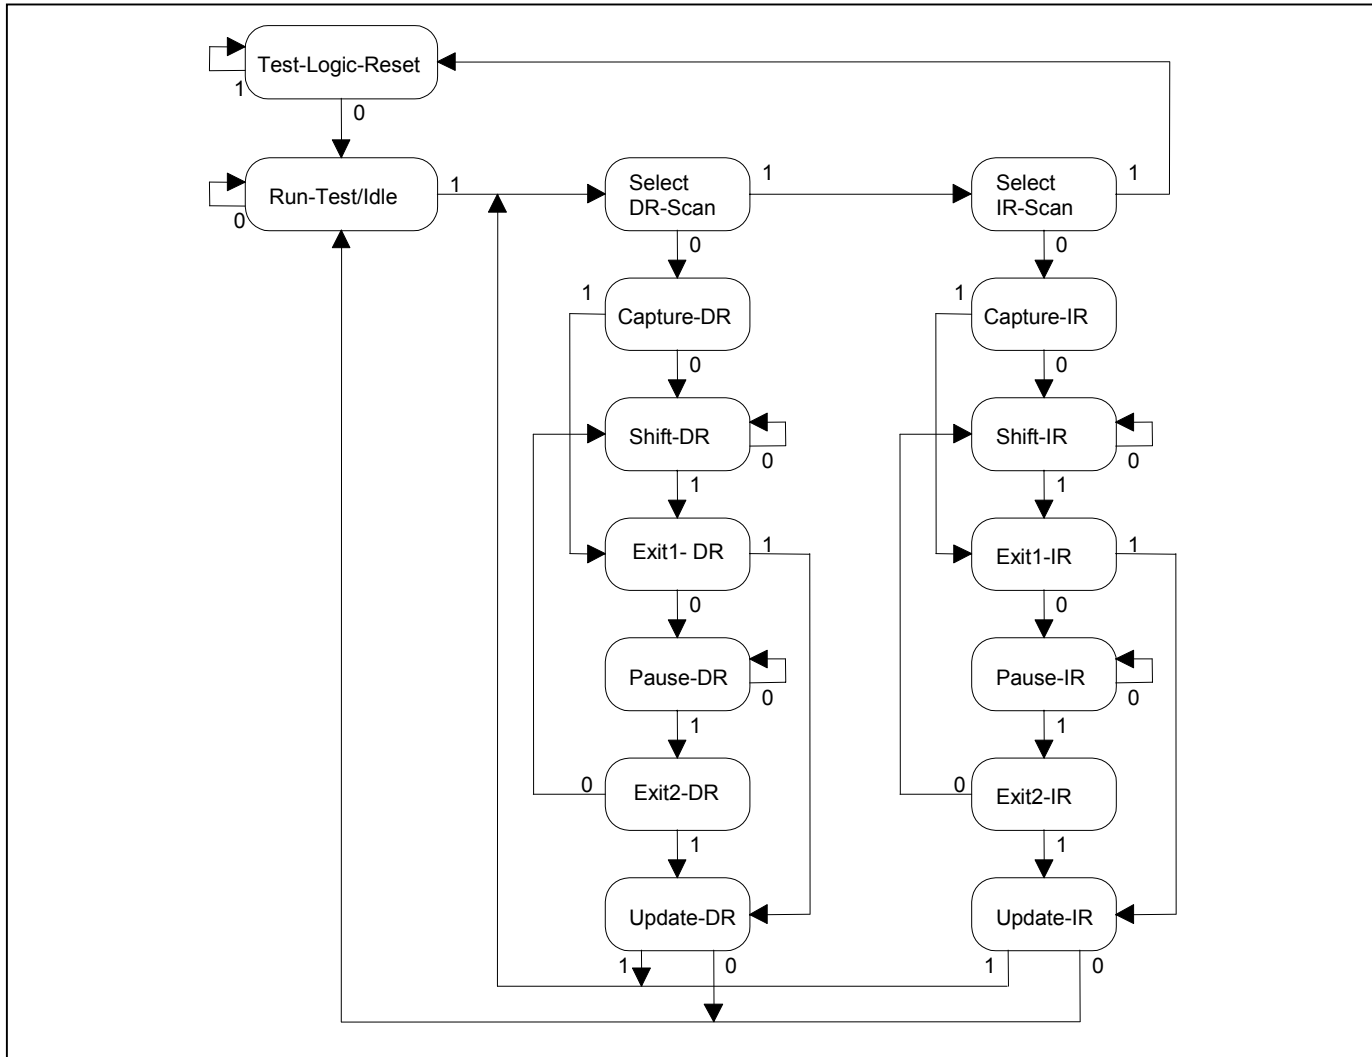 Test-Logic-Reset
1
0
Run-Test/Idle
1
0
Select
DR-Scan
1
0
Select
IR-Scan
1
0
1
Capture-DR
0
1
Capture-IR
0
Shift-DR
0
1
Shift-IR
0
1
Exit1- DR
1
0
Exit1-IR
1
0
Pause-DR
0
1
Pause-IR
0
1
0
Exit2-DR
1
0
Exit2-IR
1
Update-DR
1
0
Update-IR
1
0